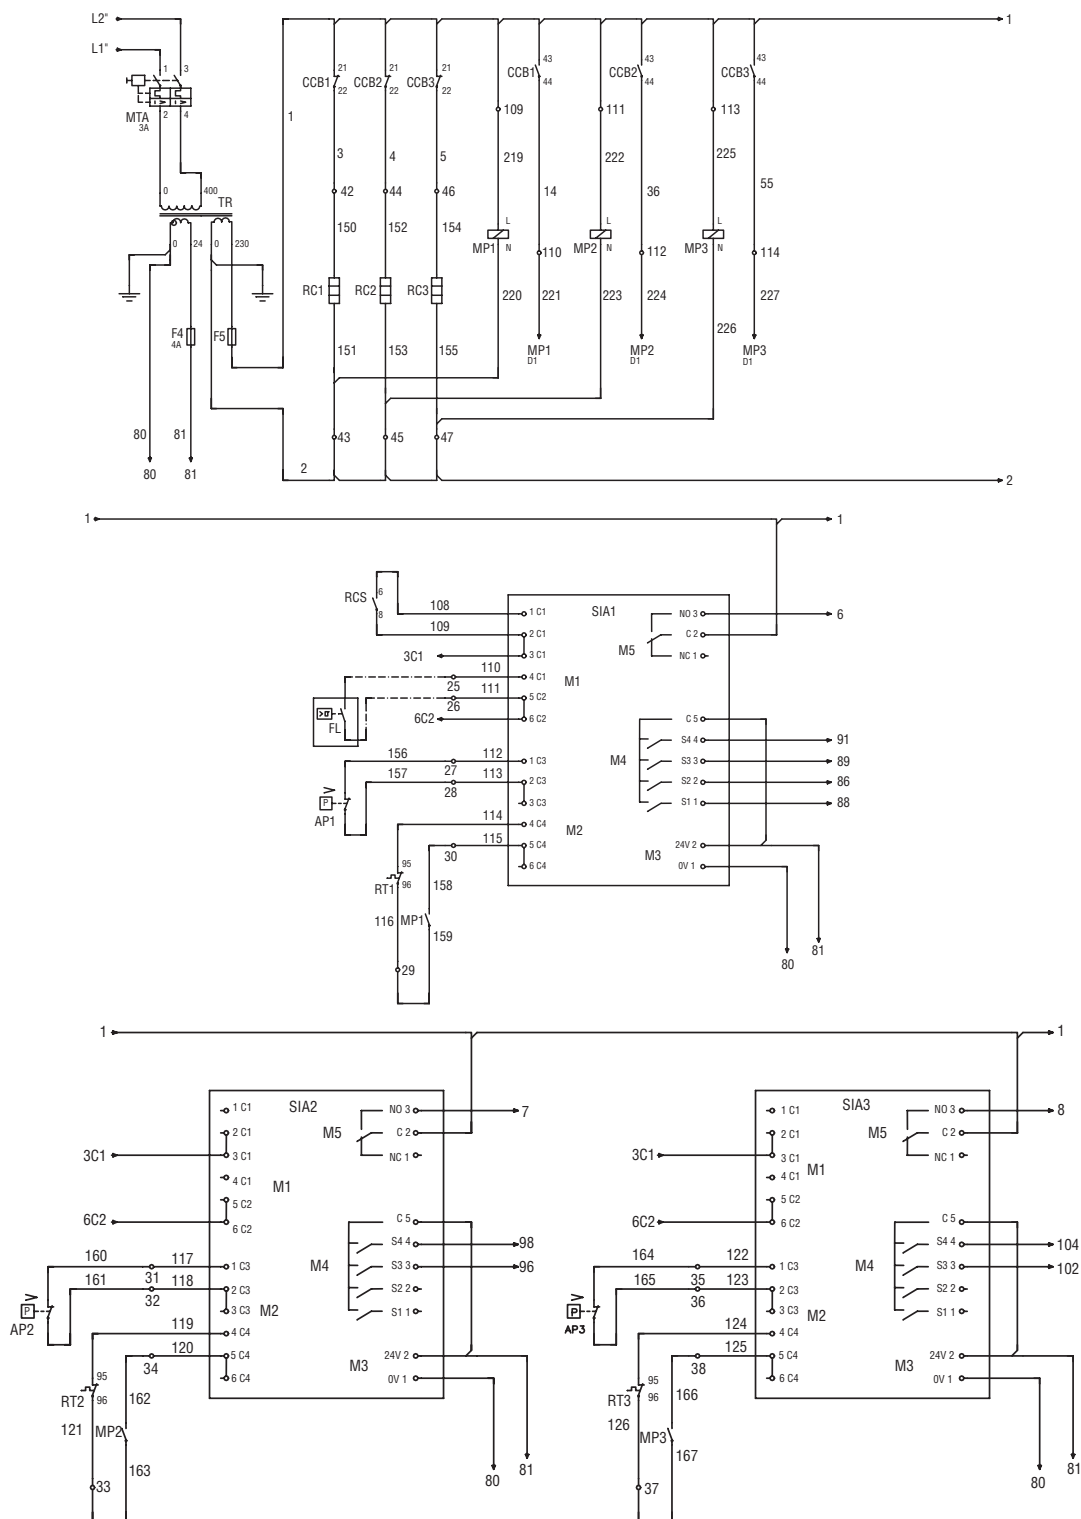 L2"
1
L1"
1 3
43 43 43
21 21 21
CCB1 CCB2 CCB3 CCB1 CCB2 CCB3
22 22 22
44 44 44
MTA
3A
2 4
109 111 113
1
3 4 5 219 222 225
0 400
42 44 46 14 36 55
TR
150 152 154
L L L
MP1 N MP2 N MP3 N
0 24 0 230
110 112 114
RC1 RC2 RC3 220 221 223 224 227
F4
4A
F5
226
151 153 155
MP1
D1
MP2
D1
MP3
D1
80 81
43 45 47
80 81
2
2
1 1
RCS
6
8
108
1 C1
SIA1
NO 3
6
109
2 C1
C 2
M5
3C1
3 C1
NC 1
110
4 C1
M1
25
111
5 C2
26
6C2
6 C2
C 5
FL
S4 4
91
156
27
112
1 C3
M4
S3 3
89
157
28
113
2 C3
S2 2
86
P
V
AP1
3 C3
S1 1
88
114
4 C4
M2
115
30
5 C4
24V 2
M3
6 C4
0V 1
95
RT1
96
158
116
MP1
159
29
80
81
1 1
1 C1
SIA2
NO 3
7
2 C1
M5
C 2
3C1
3 C1
NC 1
4 C1
M1
5 C2
6C2
6 C2
C 5
S4 4
98
160
31
117
1 C3
M4
S3 3
96
161
32
118
2 C3
S2 2
P
V
AP2
3 C3
M2
S1 1
119
4 C4
120
34
5 C4
24V 2
M3
6 C4
0V 1
95
RT2
96
162
121
MP2
163
33
80
81
1 C1
SIA3
NO 3
8
2 C1
M5
C 2
3C1
3 C1
NC 1
4 C1
M1
5 C2
6C2
6 C2
C 5
S4 4
104
164
35
122
1 C3
M4
S3 3
102
165
36
123
2 C3
S2 2
P
V
AP3
3 C3
M2
S1 1
124
4 C4
125
38
5 C4
24V 2
M3
6 C4
0V 1
95
RT3
96
166
126
MP3
167
37
80
81